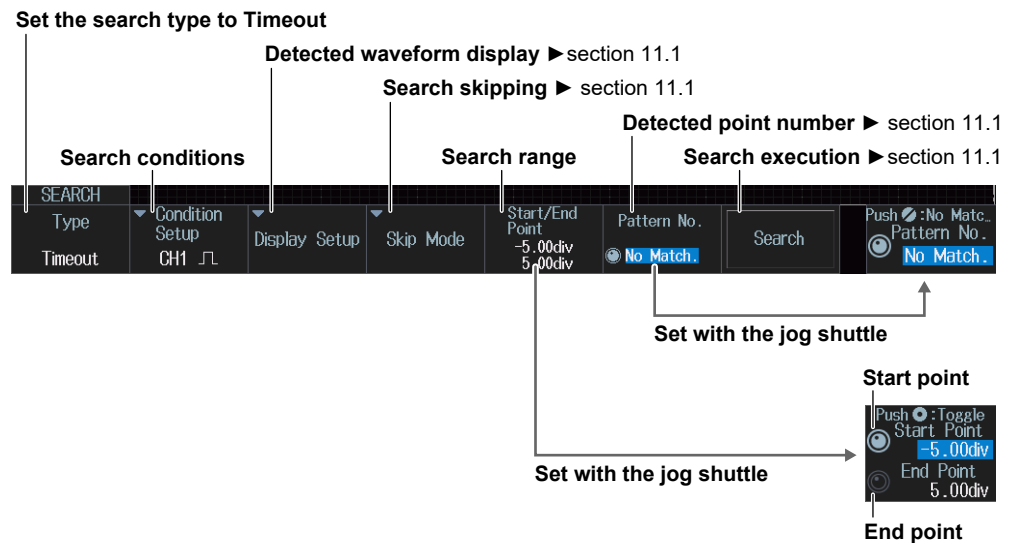 Set the search type to Timeout
Detected waveform display ►section 11.1
Search skipping ► section 11.1
Detected point number ► section 11.1
Search conditions
Search range
Search execution ►section 11.1
SEARCH
Type
Timeout
Condition
Setup
CH1
Display Setup
Skip Mode
Start/End
Point
-5.00div
5.00div
Pattern No.
No Match.
Search
Push :No Matc…
Pattern No.
No Match.
Set with the jog shuttle
Start point
Push :Toggle
Start Point
-5.00div
End Point
5.00div
Set with the jog shuttle
End point